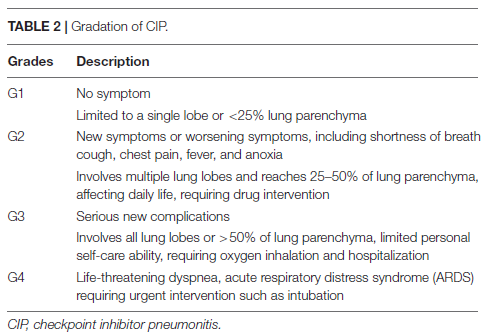 TABLE 2 | Gradation of CIP.
Grades Description
G1 No symptom
Limited to a single lobe or <25% lung parenchyma
G2 New symptoms or worsening symptoms, including shortness of breath
cough, chest pain, fever, and anoxia
Involves multiple lung lobes and reaches 25–50% of lung parenchyma,
affecting daily life, requiring drug intervention
G3 Serious new complications
Involves all lung lobes or >50% of lung parenchyma, limited personal
self-care ability, requiring oxygen inhalation and hospitalization
G4 Life-threatening dyspnea, acute respiratory distress syndrome (ARDS)
requiring urgent intervention such as intubation
CIP, checkpoint inhibitor pneumonitis.